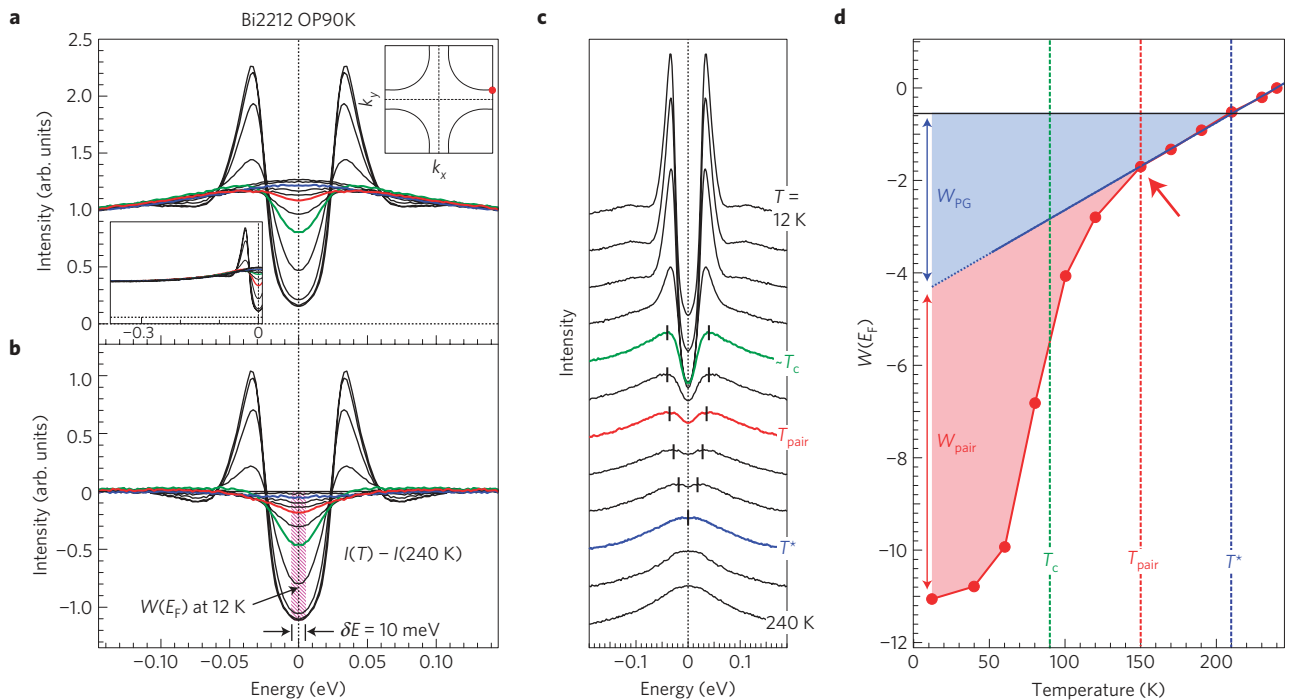 a
Bi2212 OP90K
2.5
2.0
1.5
1.0
0.5
0
Intensity (arb. units)
k_y
k_x
−0.3
0
b
1.0
0.5
0
−0.5
−1.0
Intensity (arb. units)
I(T) − I(240 K)
W(E_F) at 12 K
δE = 10 meV
−0.10
−0.05
0
0.05
0.10
Energy (eV)
c
Intensity
T =
12 K
~T_c
T_pair
T*
240 K
−0.1
0
0.1
Energy (eV)
d
0
−2
−4
−6
−8
−10
−12
W(E_F)
W_PG
W_pair
T_c
T_pair
T*
0
50
100
150
200
Temperature (K)